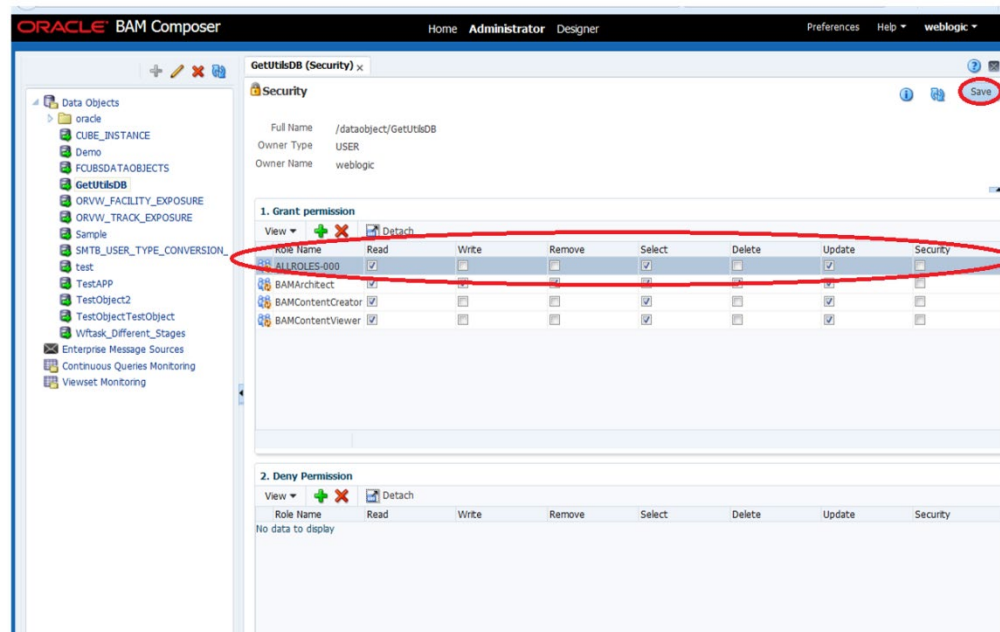 ORACLE® BAM Composer
Home Administrator Designer
Preferences Help weblogic
Data Objects
oracle
CUBE_INSTANCE
Demo
FCUBSDATAOBJECTS
GetUtilsDB
ORVW_FACILITY_EXPOSURE
ORVW_TRACK_EXPOSURE
Sample
SMTB_USER_TYPE_CONVERSION_
test
TestAPP
TestObject2
TestObjectTestObject
Wftask_Different_Stages
Enterprise Message Sources
Continuous Queries Monitoring
Viewset Monitoring
GetUtilsDB (Security)
Security
Save
Full Name /dataobject/GetUtilsDB
Owner Type USER
Owner Name weblogic
1. Grant permission
View Detach
Role Name Read Write Remove Select Delete Update Security
ALLROLES-000
BAMArchitect
BAMContentCreator
BAMContentViewer
2. Deny Permission
View Detach
Role Name Read Write Remove Select Delete Update Security
No data to display